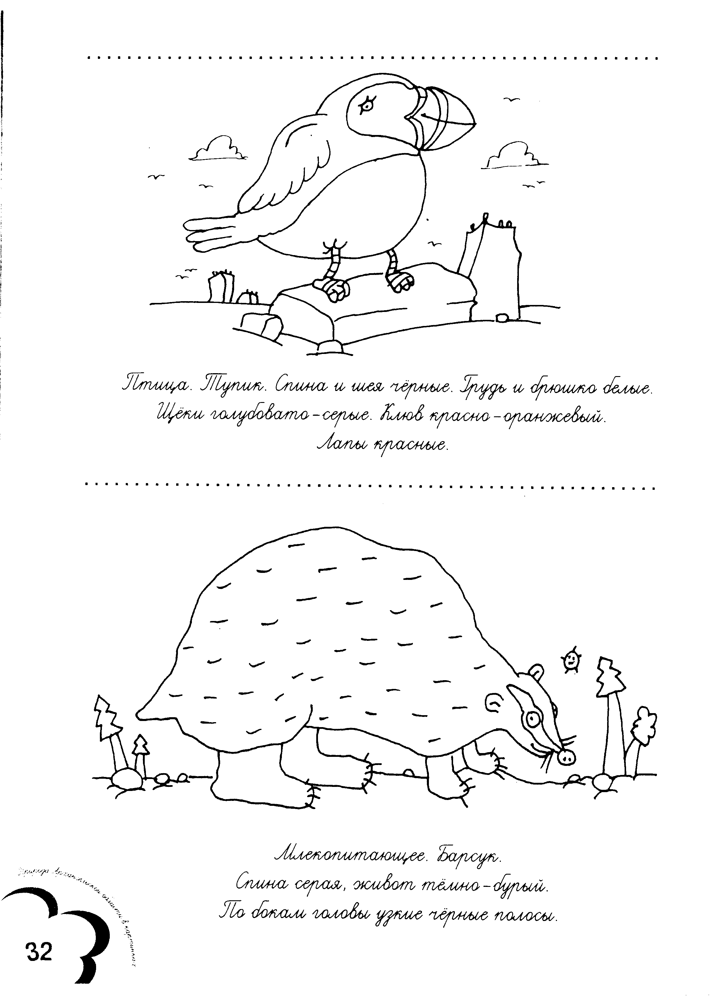 Птица. Тупик. Спина и шея чёрные. Грудь и брюшко белые.
Щёки голубовато-серые. Клюв красно-оранжевый.
Лапы красные.
Млекопитающее. Барсук.
Спина серая, живот тёмно-бурый.
По бокам головы узкие чёрные полосы.
Природа Архангельской области в картинках
32